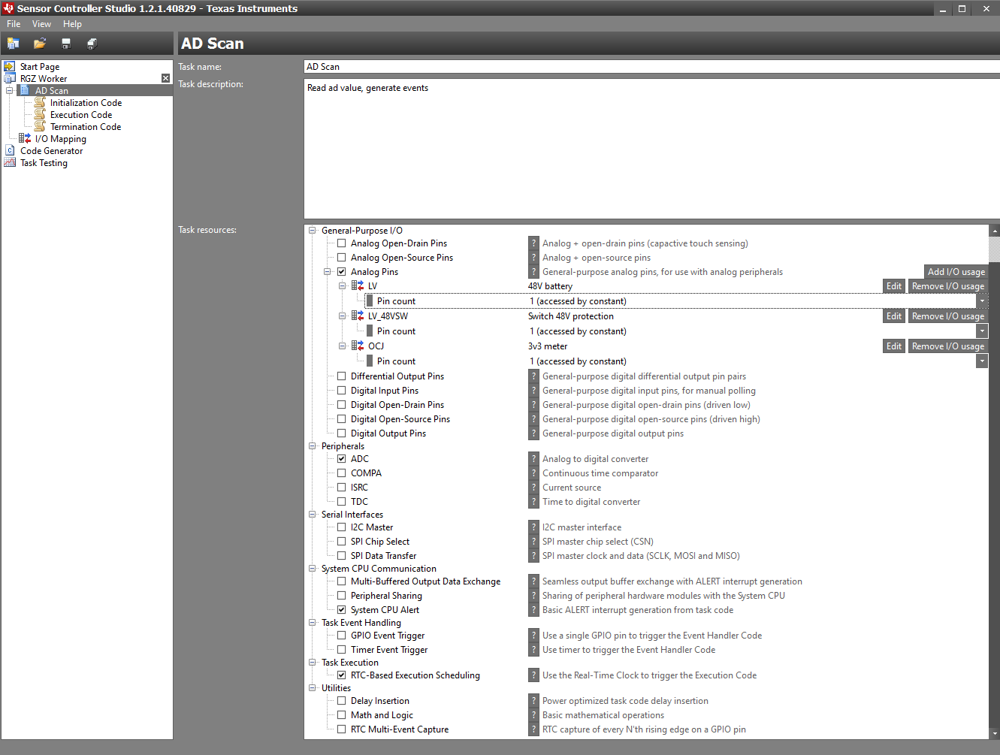 Sensor Controller Studio 1.2.1.40829 - Texas Instruments
File View Help
AD Scan
Start Page
RGZ Worker
AD Scan
Initialization Code
Execution Code
Termination Code
I/O Mapping
Code Generator
Task Testing
Task name: AD Scan
Task description: Read ad value, generate events
Task resources:
General-Purpose I/O
Analog Open-Drain Pins ? Analog + open-drain pins (capactive touch sensing)
Analog Open-Source Pins ? Analog + open-source pins
Analog Pins ? General-purpose analog pins, for use with analog peripherals Add I/O usage
LV 48V battery Edit Remove I/O usage
Pin count 1 (accessed by constant)
LV_48VSW Switch 48V protection Edit Remove I/O usage
Pin count 1 (accessed by constant)
OCJ 3v3 meter Edit Remove I/O usage
Pin count 1 (accessed by constant)
Differential Output Pins ? General-purpose digital differential output pin pairs
Digital Input Pins ? General-purpose digital input pins, for manual polling
Digital Open-Drain Pins ? General-purpose digital open-drain pins (driven low)
Digital Open-Source Pins ? General-purpose digital open-source pins (driven high)
Digital Output Pins ? General-purpose digital output pins
Peripherals
ADC ? Analog to digital converter
COMPA ? Continuous time comparator
ISRC ? Current source
TDC ? Time to digital converter
Serial Interfaces
I2C Master ? I2C master interface
SPI Chip Select ? SPI master chip select (CSN)
SPI Data Transfer ? SPI master clock and data (SCLK, MOSI and MISO)
System CPU Communication
Multi-Buffered Output Data Exchange ? Seamless output buffer exchange with ALERT interrupt generation
Peripheral Sharing ? Sharing of peripheral hardware modules with the System CPU
System CPU Alert ? Basic ALERT interrupt generation from task code
Task Event Handling
GPIO Event Trigger ? Use a single GPIO pin to trigger the Event Handler Code
Timer Event Trigger ? Use timer to trigger the Event Handler Code
Task Execution
RTC-Based Execution Scheduling ? Use the Real-Time Clock to trigger the Execution Code
Utilities
Delay Insertion ? Power optimized task code delay insertion
Math and Logic ? Basic mathematical operations
RTC Multi-Event Capture ? RTC capture of every N'th rising edge on a GPIO pin